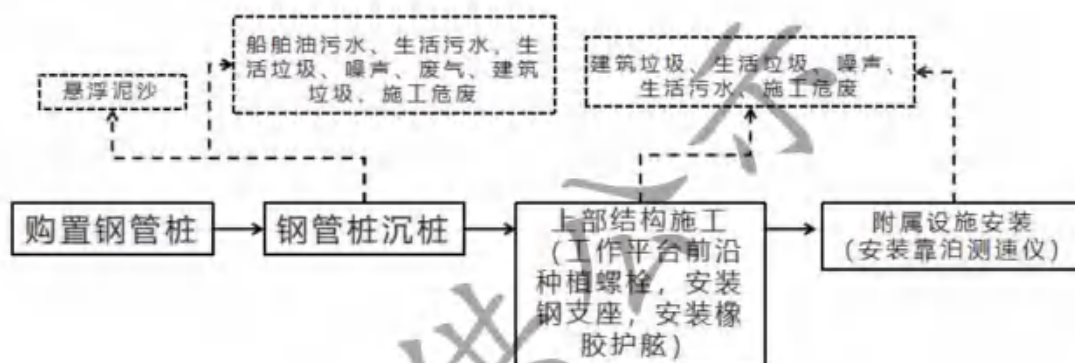 船舶油污水、生活污水、生
活垃圾、噪声、废气、建筑
垃圾、施工危废
建筑垃圾、生活垃圾、噪声、
生活污水、施工危废
悬浮泥沙
购置钢管桩
钢管桩沉桩
上部结构施工
（工作平台前沿
种植螺栓，安装
钢支座，安装橡
胶护舷）
附属设施安装
（安装靠泊测速仪）